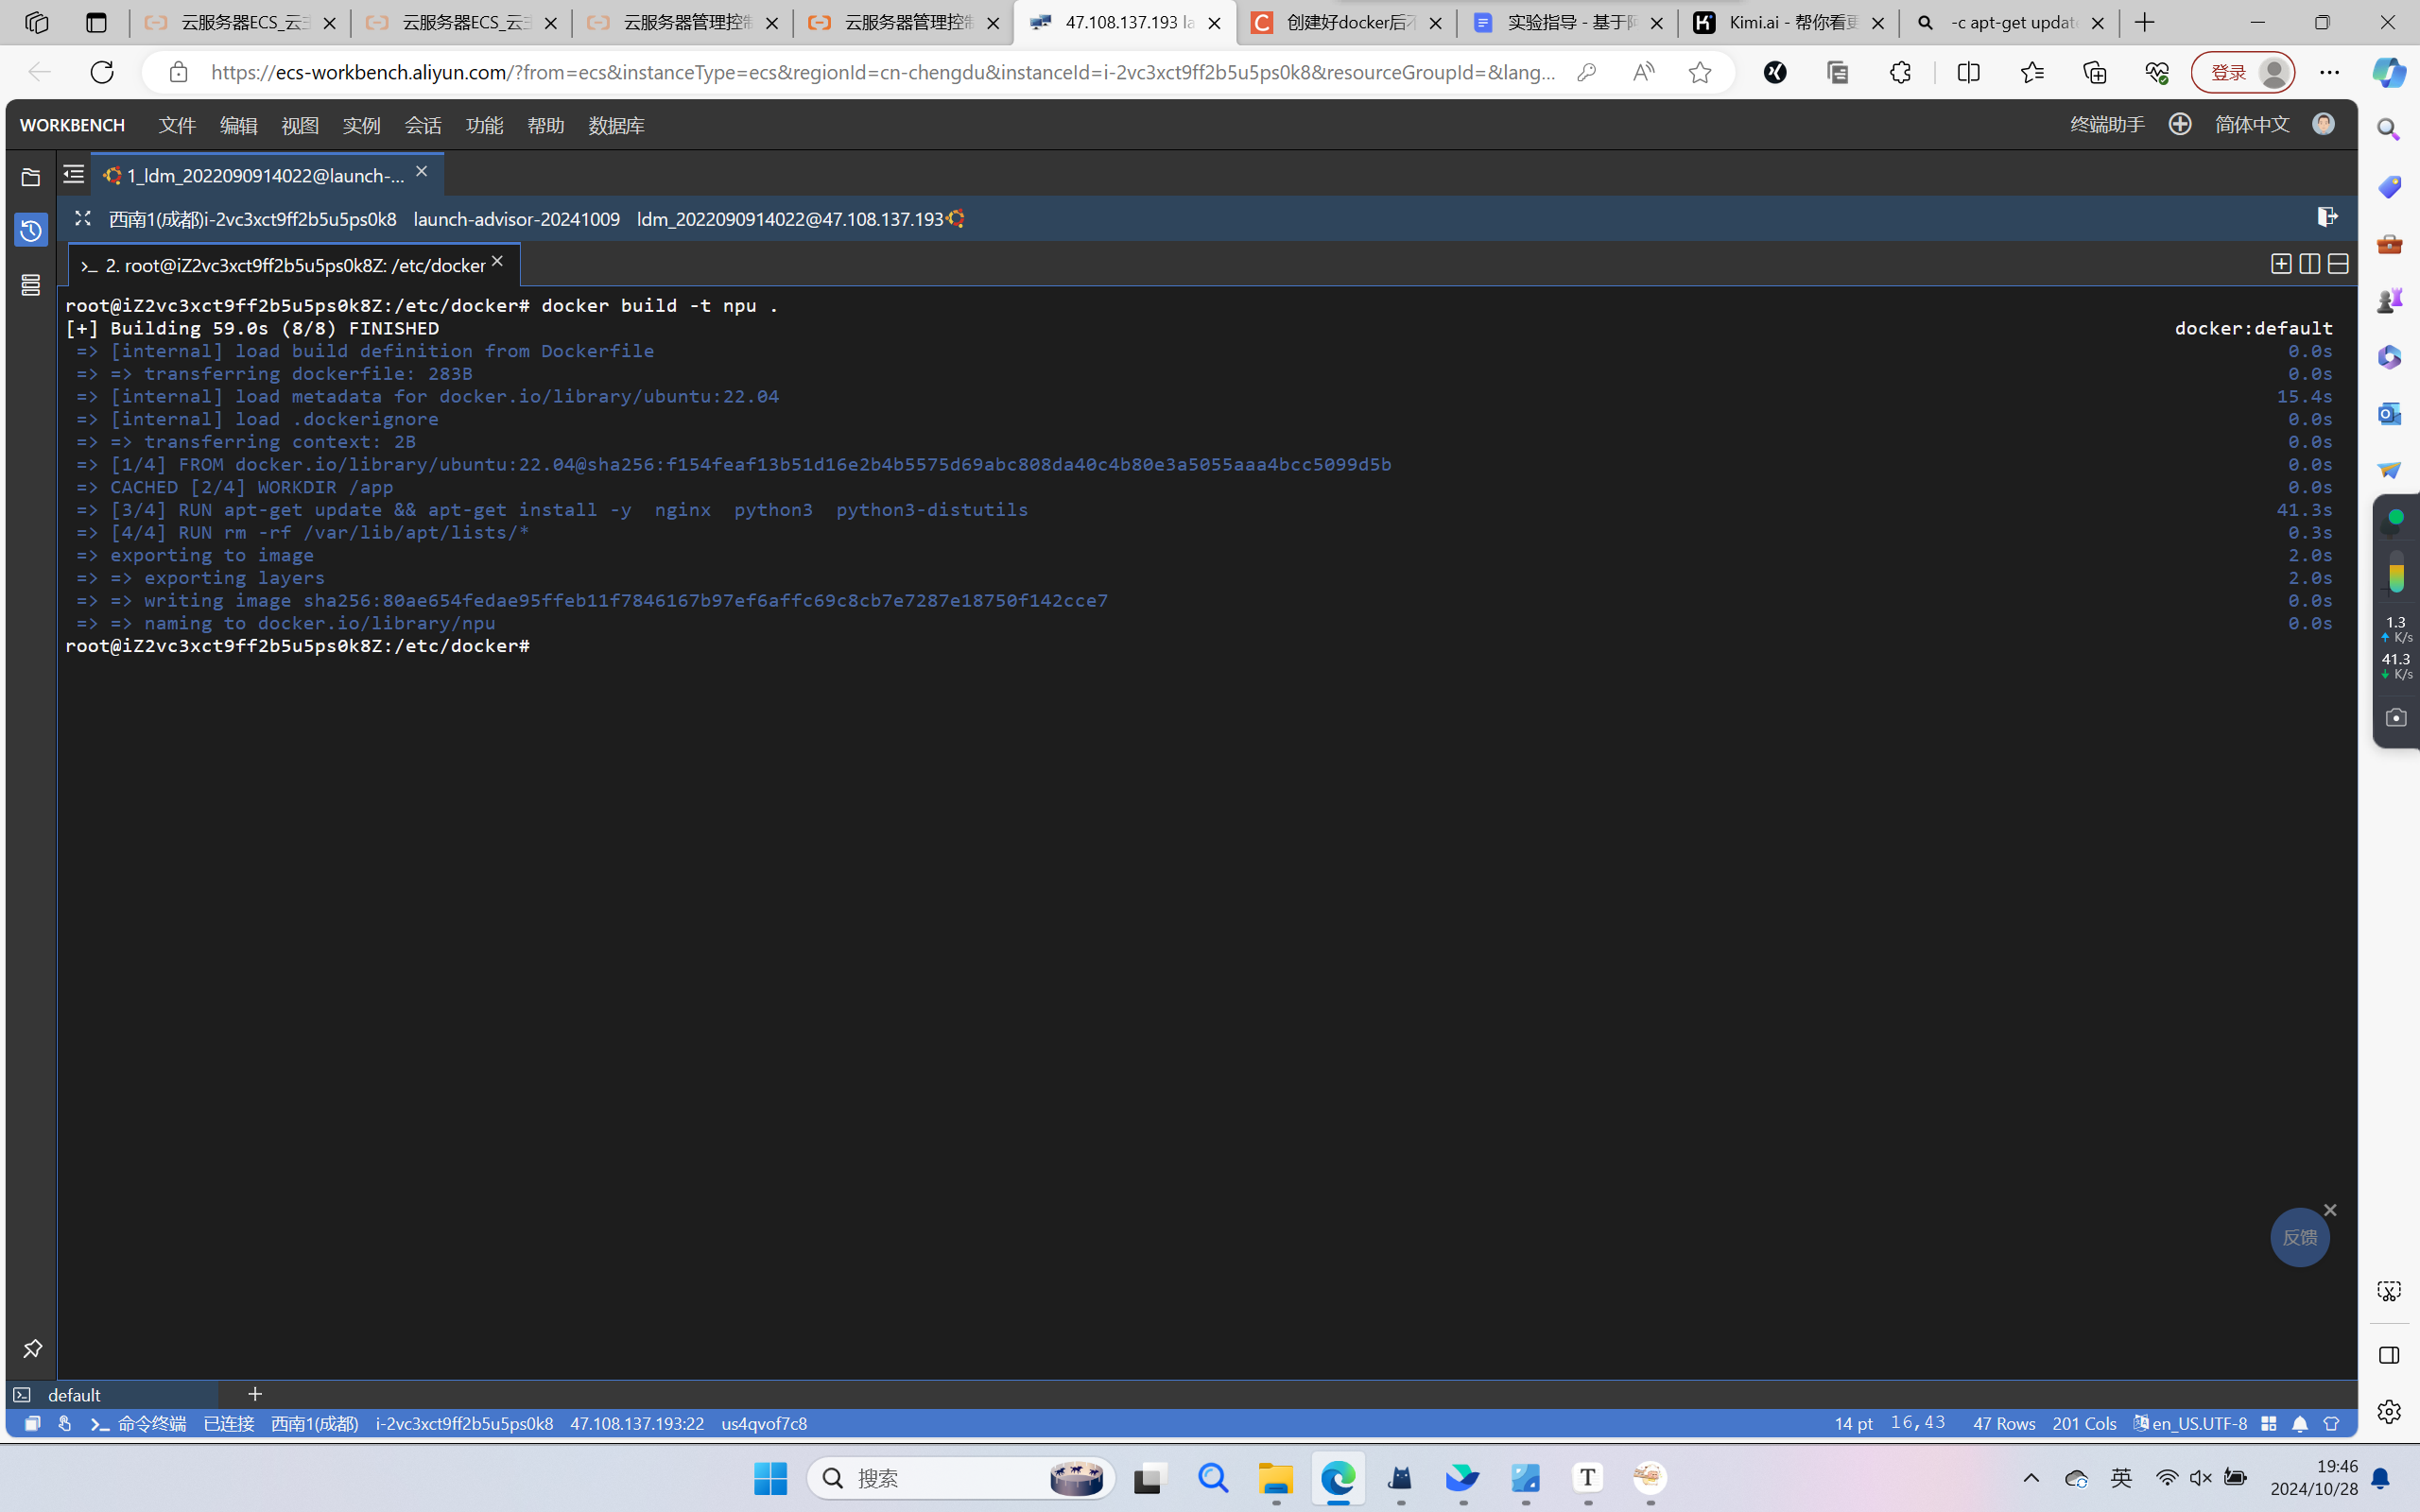 云服务器ECS_云主
云服务器ECS_云主
云服务器管理控制
云服务器管理控制
47.108.137.193 la
创建好docker后不
实验指导 - 基于阿
Kimi.ai - 帮你看更
-c apt-get update
https://ecs-workbench.aliyun.com/?from=ecs&instanceType=ecs&regionId=cn-chengdu&instanceId=i-2vc3xct9ff2b5u5ps0k8&resourceGroupId=&lang...
登录
WORKBENCH 文件 编辑 视图 实例 会话 功能 帮助 数据库
终端助手 简体中文
1_ldm_2022090914022@launch-...
西南1(成都)i-2vc3xct9ff2b5u5ps0k8 launch-advisor-20241009 ldm_2022090914022@47.108.137.193
>_ 2. root@iZ2vc3xct9ff2b5u5ps0k8Z: /etc/docker
root@iZ2vc3xct9ff2b5u5ps0k8Z:/etc/docker# docker build -t npu .
[+] Building 59.0s (8/8) FINISHED docker:default
=> [internal] load build definition from Dockerfile 0.0s
=> => transferring dockerfile: 283B 0.0s
=> [internal] load metadata for docker.io/library/ubuntu:22.04 15.4s
=> [internal] load .dockerignore 0.0s
=> => transferring context: 2B 0.0s
=> [1/4] FROM docker.io/library/ubuntu:22.04@sha256:f154feaf13b51d16e2b4b5575d69abc808da40c4b80e3a5055aaa4bcc5099d5b 0.0s
=> CACHED [2/4] WORKDIR /app 0.0s
=> [3/4] RUN apt-get update && apt-get install -y  nginx  python3  python3-distutils 41.3s
=> [4/4] RUN rm -rf /var/lib/apt/lists/* 0.3s
=> exporting to image 2.0s
=> => exporting layers 2.0s
=> => writing image sha256:80ae654fedae95ffeb11f7846167b97ef6affc69c8cb7e7287e18750f142cce7 0.0s
=> => naming to docker.io/library/npu 0.0s
root@iZ2vc3xct9ff2b5u5ps0k8Z:/etc/docker#
1.3
K/s
41.3
K/s
反馈
default
命令终端 已连接 西南1(成都) i-2vc3xct9ff2b5u5ps0k8 47.108.137.193:22 us4qvof7c8
14 pt 16,43 47 Rows 201 Cols en_US.UTF-8
搜索
英
19:46
2024/10/28